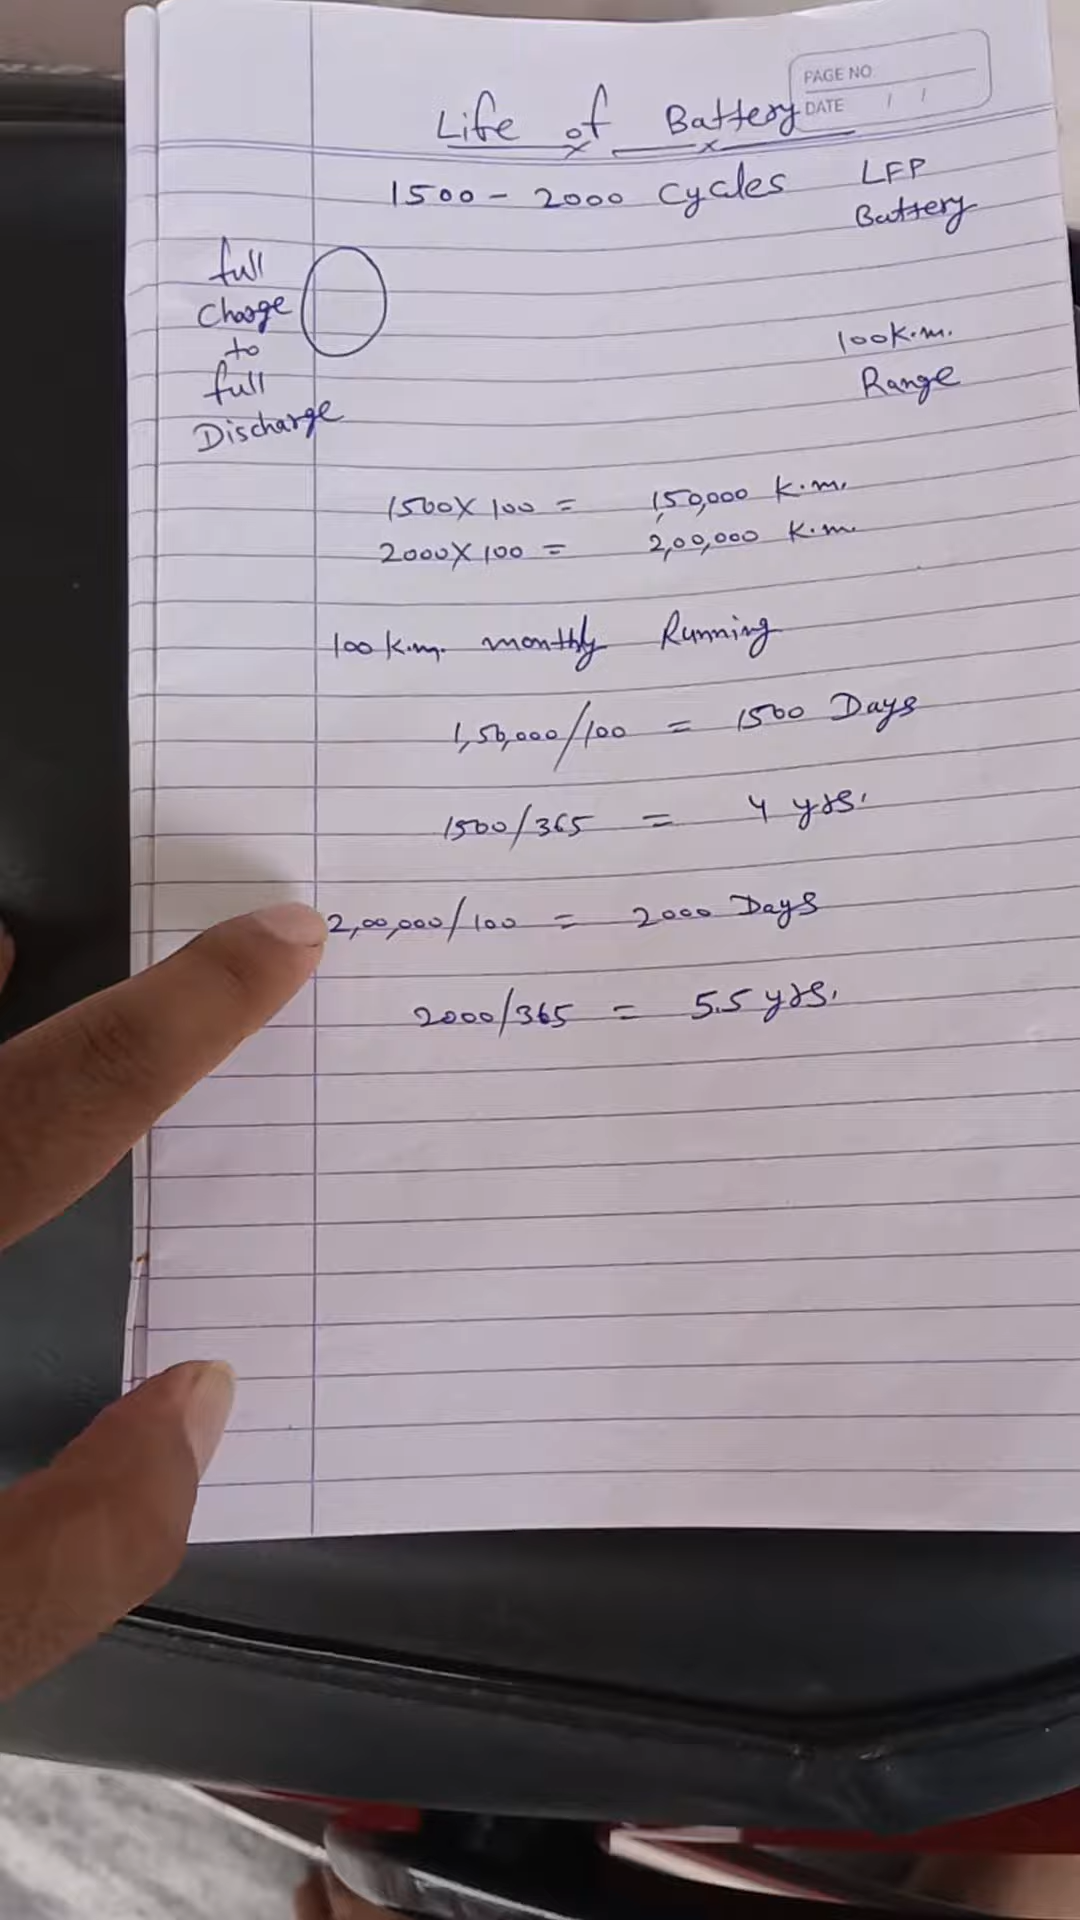 PAGE NO
DATE / /
Life of Battery
1500 - 2000 Cycles
LFP
Battery
full
Charge
to
full
Discharge
100 K.m.
Range
1500 X 100 = 1,50,000 K.m.
2000 X 100 = 2,00,000 K.m.
100 K.m. monthly Running
1,50,000/100 = 1500 Days
1500/365 = 4 yrs.
2,00,000/100 = 2000 Days
2000/365 = 5.5 yrs.